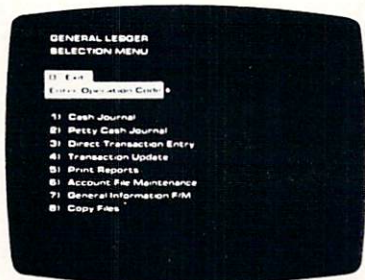 GENERAL LEDGER
SELECTION MENU
0) Exit
Enter Operation Code
1) Cash Journal
2) Petty Cash Journal
3) Direct Transaction Entry
4) Transaction Update
5) Print Reports
6) Account File Maintenance
7) General Information F/M
8) Copy Files